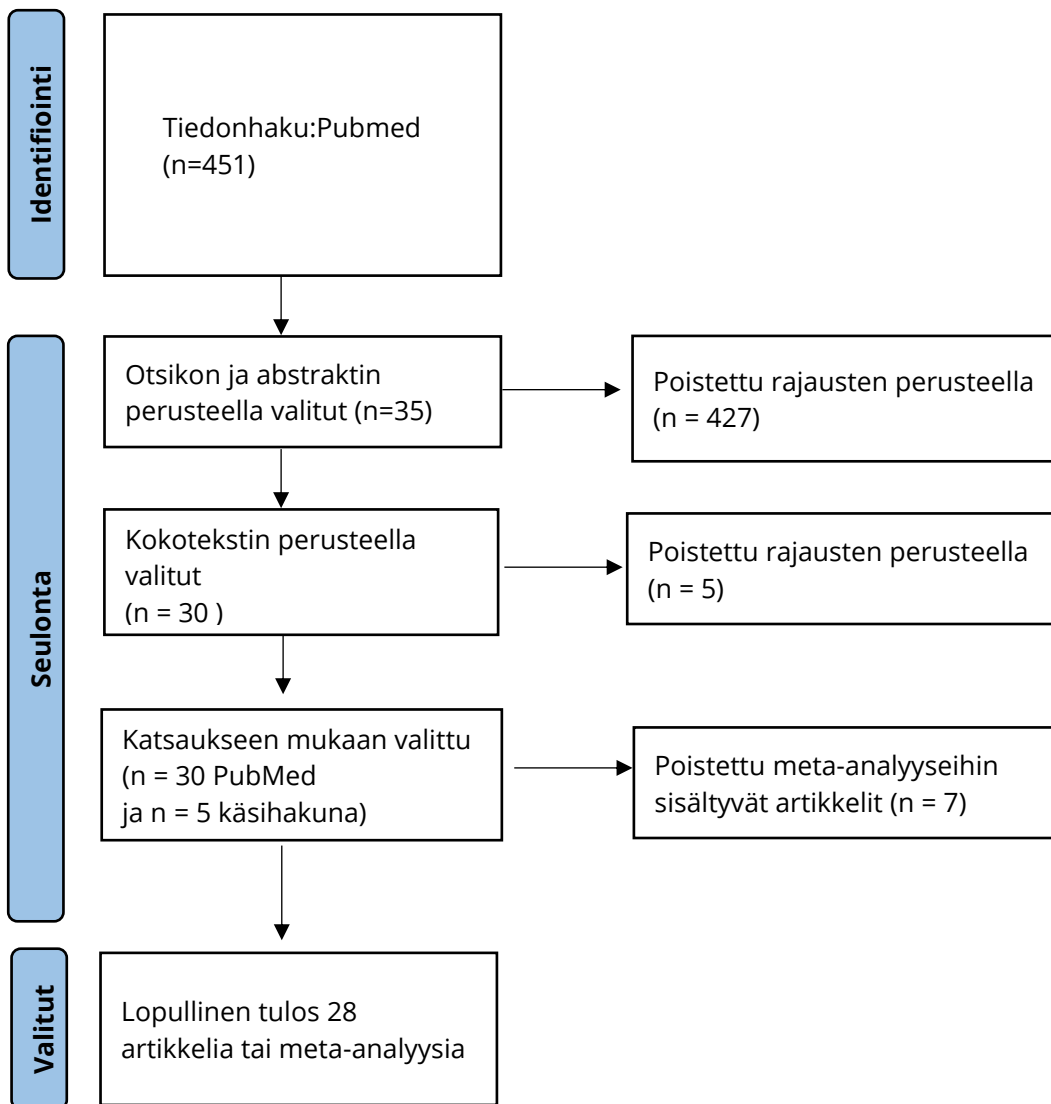 Identifiointi
Tiedonhaku:Pubmed
(n=451)
Seulonta
Otsikon ja abstraktin
perusteella valitut (n=35)
Poistettu rajausten perusteella
(n = 427)
Kokotekstin perusteella
valitut
(n = 30 )
Poistettu rajausten perusteella
(n = 5)
Katsaukseen mukaan valittu
(n = 30 PubMed
ja n = 5 käsihakuna)
Poistettu meta-analyyseihin
sisältyvät artikkelit (n = 7)
Valitut
Lopullinen tulos 28
artikkelia tai meta-analyysia